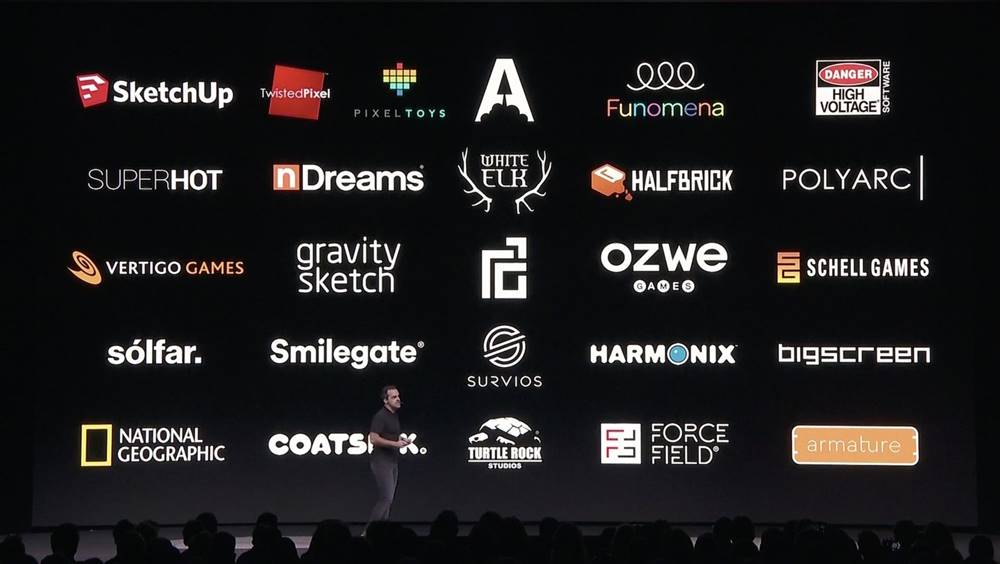 SketchUp
TwistedPixel
PIXELTOYS
A
Funomena
DANGER
HIGH
VOLTAGE
SOFTWARE
SUPERHOT
nDreams
WHITE
ELK
HALFBRICK
POLYARC
VERTIGO GAMES
gravity
sketch
ozwe
GAMES
SCHELL GAMES
sólfar.
Smilegate
SURVIOS
HARMONIX
bigscreen
NATIONAL
GEOGRAPHIC
TURTLE ROCK
STUDIOS
FORCE
FIELD
armature